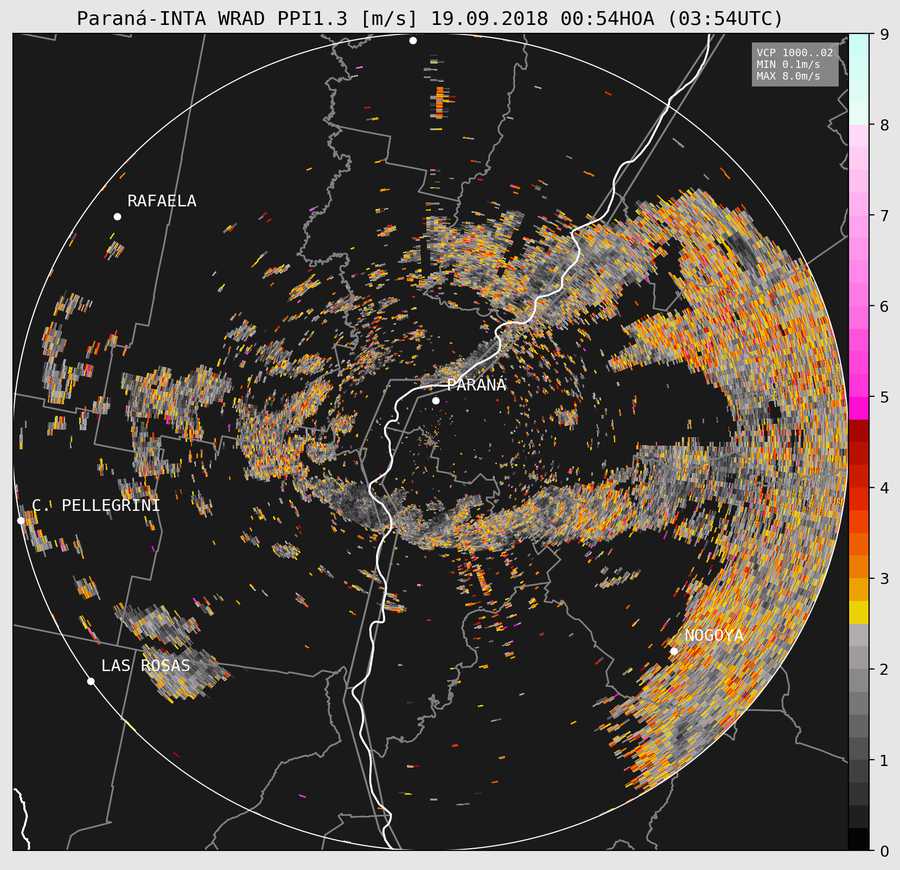 Paraná-INTA WRAD PPI1.3 [m/s] 19.09.2018 00:54HOA (03:54UTC)
VCP 1000..02
MIN 0.1m/s
MAX 8.0m/s
RAFAELA
PARANA
C. PELLEGRINI
NOGOYA
LAS ROSAS
9
8
7
6
5
4
3
2
1
0